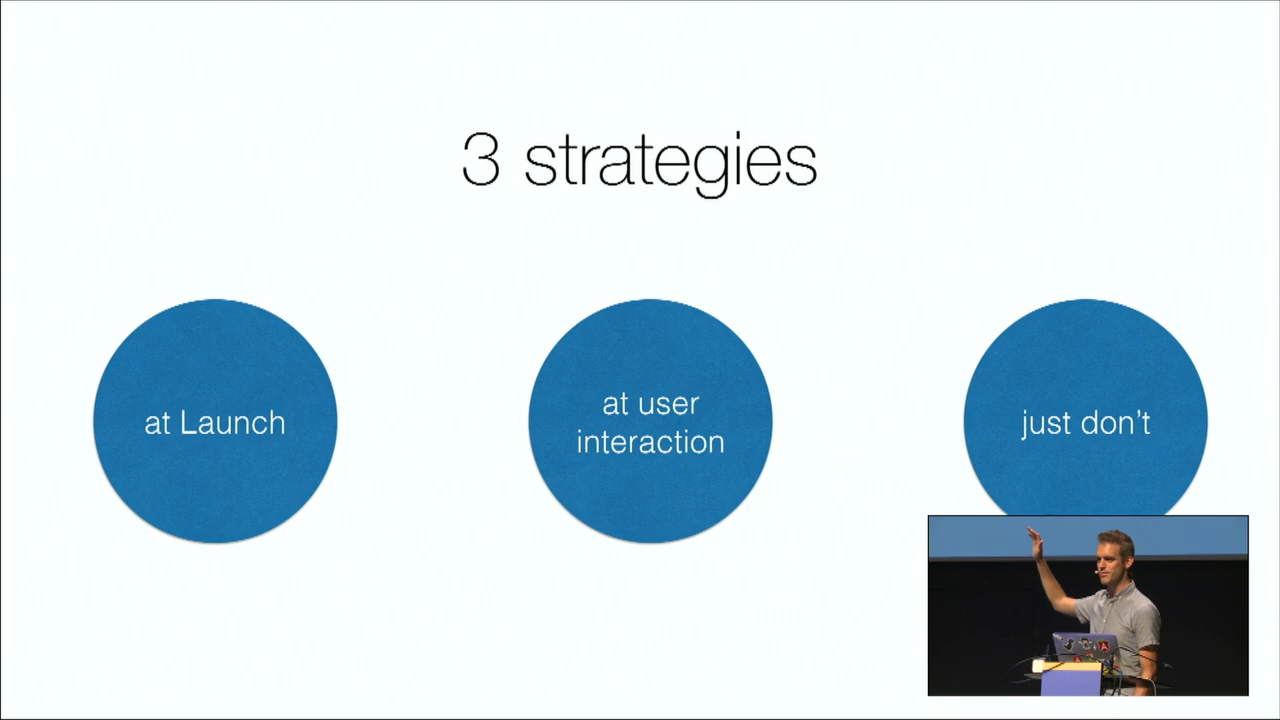 3 strategies
at Launch
at user
interaction
just don't